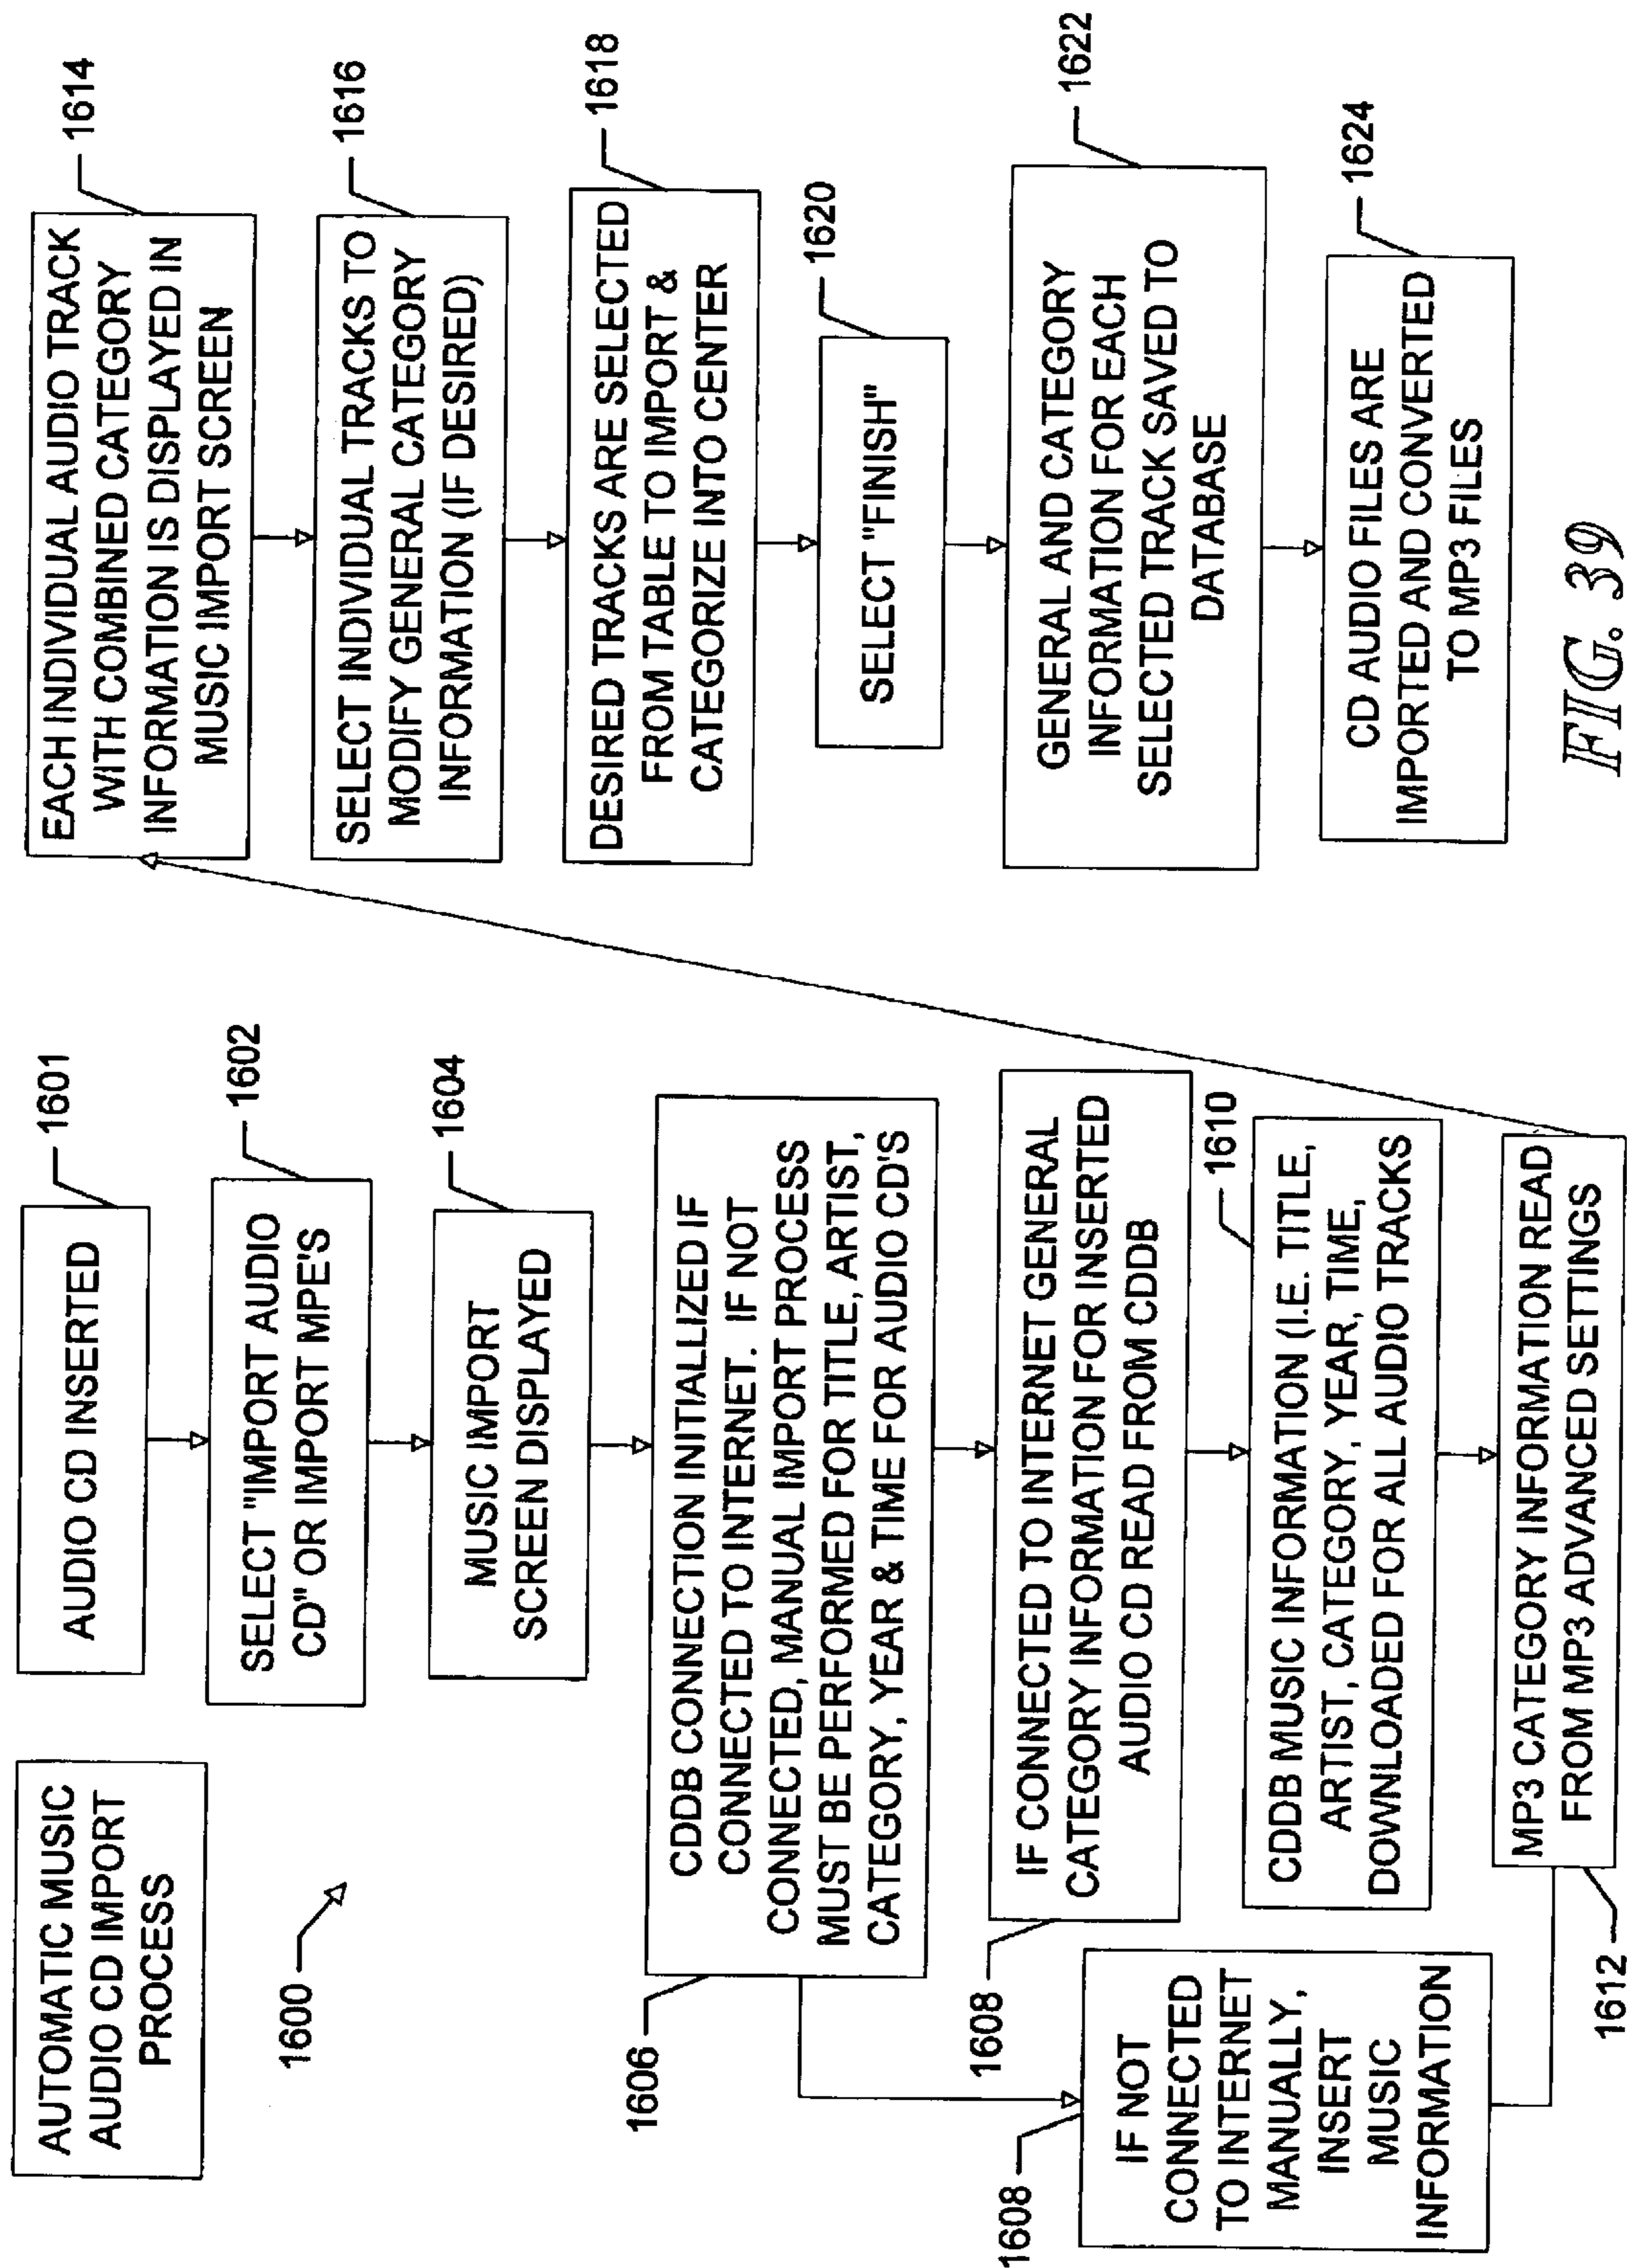 AUTOMATIC MUSIC
AUDIO CD IMPORT
PROCESS
1600
AUDIO CD INSERTED
1601
SELECT "IMPORT AUDIO
CD" OR IMPORT MPE'S
1602
MUSIC IMPORT
SCREEN DISPLAYED
1604
CDDB CONNECTION INITIALLIZED IF
CONNECTED TO INTERNET. IF NOT
CONNECTED, MANUAL IMPORT PROCESS
MUST BE PERFORMED FOR TITLE, ARTIST,
CATEGORY, YEAR & TIME FOR AUDIO CD'S
1606
IF CONNECTED TO INTERNET GENERAL
CATEGORY INFORMATION FOR INSERTED
AUDIO CD READ FROM CDDB
1608
IF NOT
CONNECTED
TO INTERNET
MANUALLY,
INSERT
MUSIC
INFORMATION
1608
CDDB MUSIC INFORMATION (I.E. TITLE,
ARTIST, CATEGORY, YEAR, TIME,
DOWNLOADED FOR ALL AUDIO TRACKS
1610
MP3 CATEGORY INFORMATION READ
FROM MP3 ADVANCED SETTINGS
1612
EACH INDIVIDUAL AUDIO TRACK
WITH COMBINED CATEGORY
INFORMATION IS DISPLAYED IN
MUSIC IMPORT SCREEN
1614
SELECT INDIVIDUAL TRACKS TO
MODIFY GENERAL CATEGORY
INFORMATION (IF DESIRED)
1616
DESIRED TRACKS ARE SELECTED
FROM TABLE TO IMPORT &
CATEGORIZE INTO CENTER
1618
SELECT "FINISH"
1620
GENERAL AND CATEGORY
INFORMATION FOR EACH
SELECTED TRACK SAVED TO
DATABASE
1622
CD AUDIO FILES ARE
IMPORTED AND CONVERTED
TO MP3 FILES
1624
FIG. 39